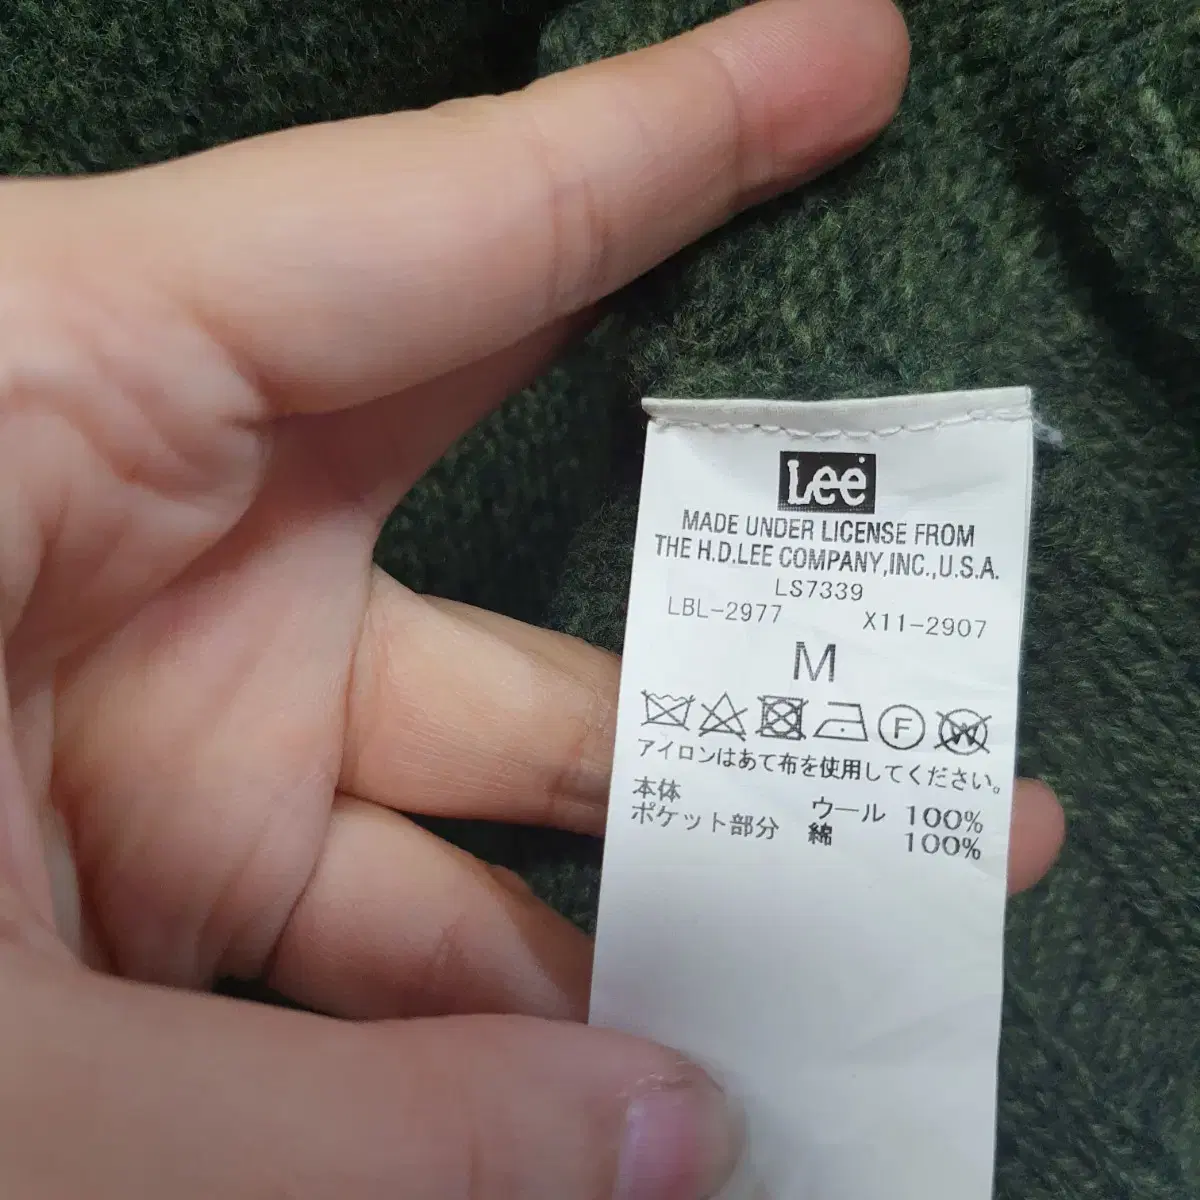 Lee
MADE UNDER LICENSE FROM
THE H.D.LEE COMPANY,INC.,U.S.A.
LS7339
LBL-2977 X11-2907
M
F W
アイロンはあて布を使用してください。
本体 ウール 100%
ポケット部分 綿 100%